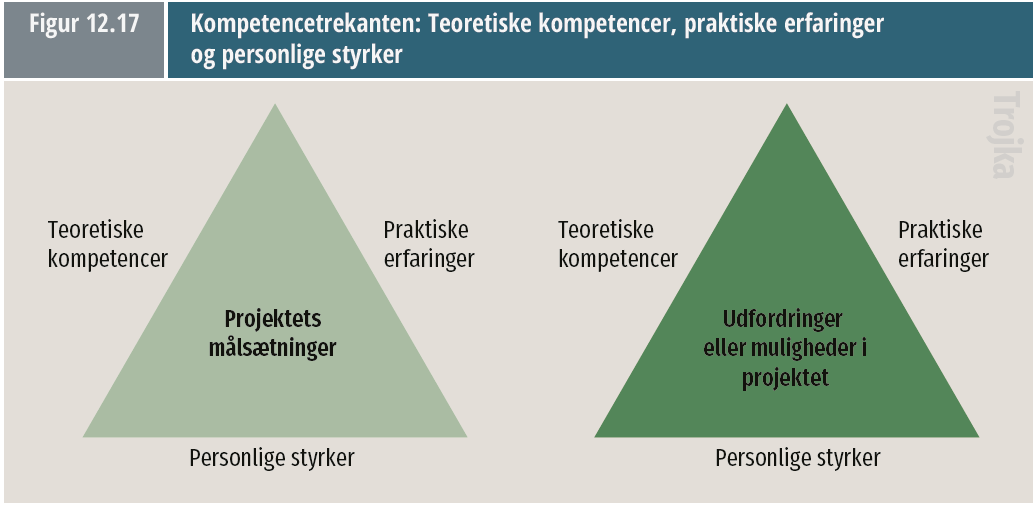 Figur 12.17
Kompetencetrekanten: Teoretiske kompetencer, praktiske erfaringer
og personlige styrker
Trojka
Teoretiske
kompetencer
Praktiske
erfaringer
Projektets
målsætninger
Personlige styrker
Teoretiske
kompetencer
Praktiske
erfaringer
Udfordringer
eller muligheder i
projektet
Personlige styrker